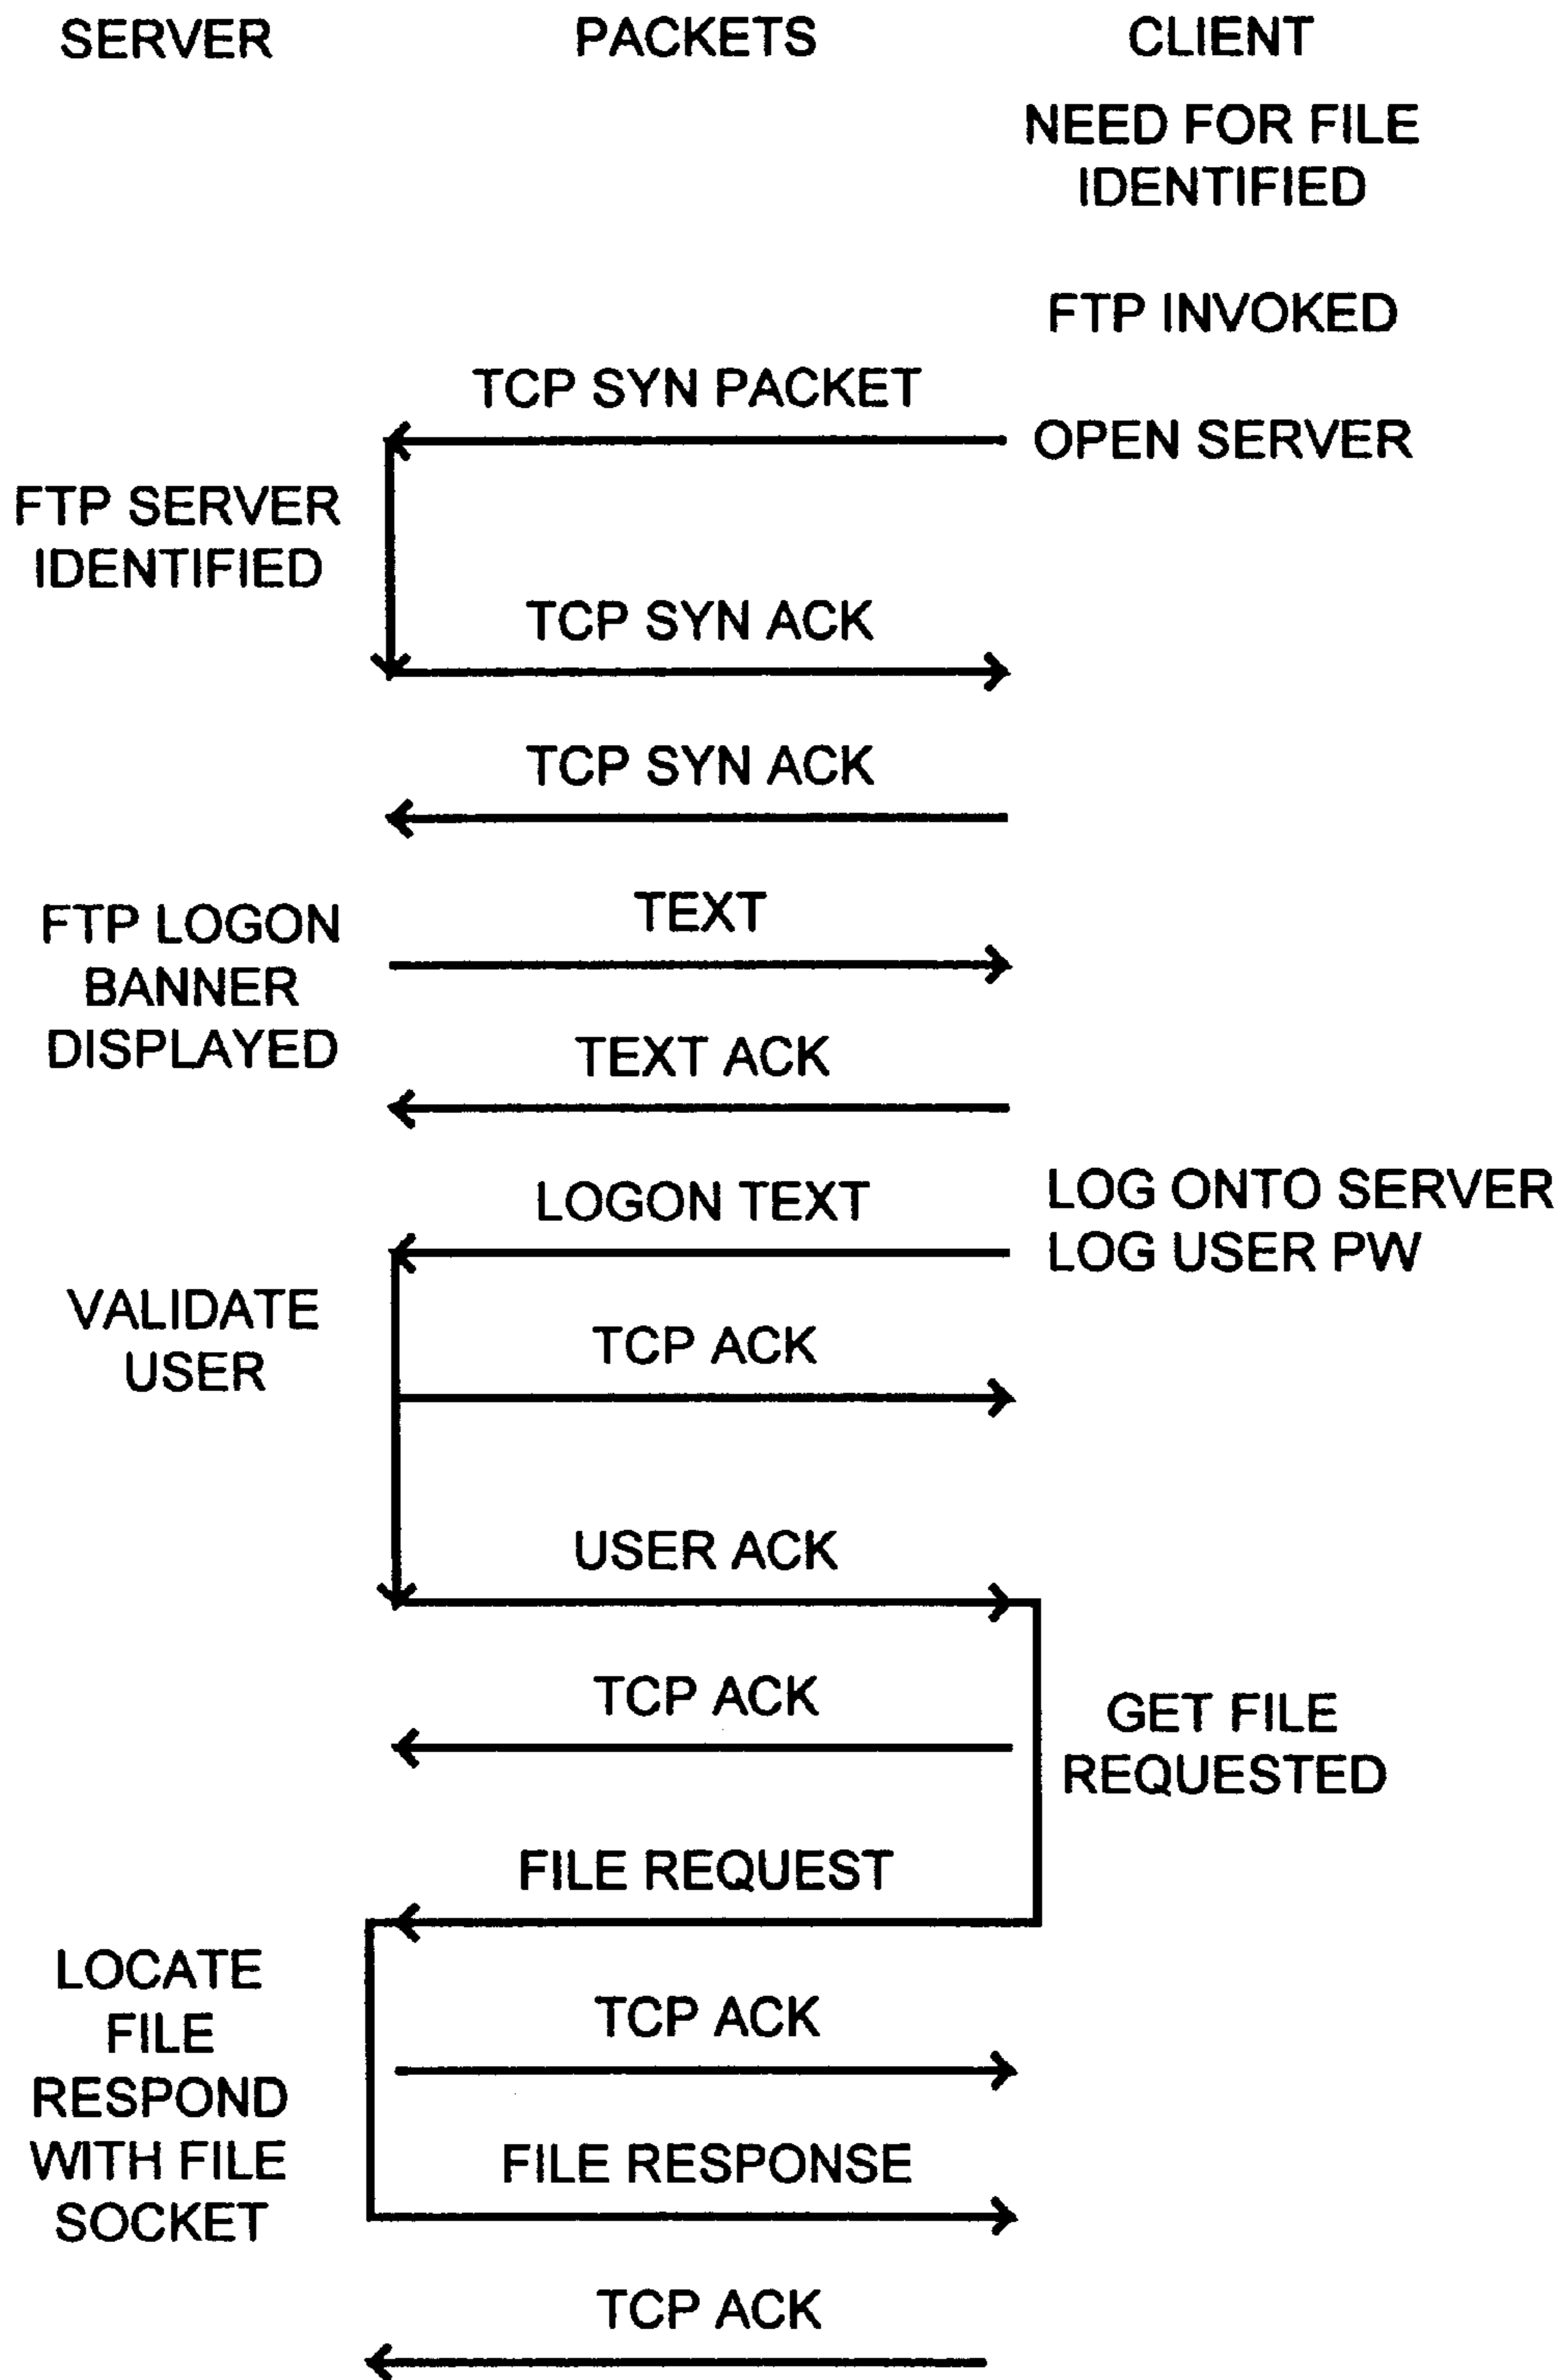 SERVER PACKETS CLIENT
NEED FOR FILE
IDENTIFIED
FTP INVOKED
TCP SYN PACKET
OPEN SERVER
FTP SERVER
IDENTIFIED
TCP SYN ACK
TCP SYN ACK
FTP LOGON
BANNER
DISPLAYED
TEXT
TEXT ACK
LOGON TEXT
LOG ONTO SERVER
LOG USER PW
VALIDATE
USER
TCP ACK
USER ACK
TCP ACK
GET FILE
REQUESTED
FILE REQUEST
LOCATE
FILE
RESPOND
WITH FILE
SOCKET
TCP ACK
FILE RESPONSE
TCP ACK